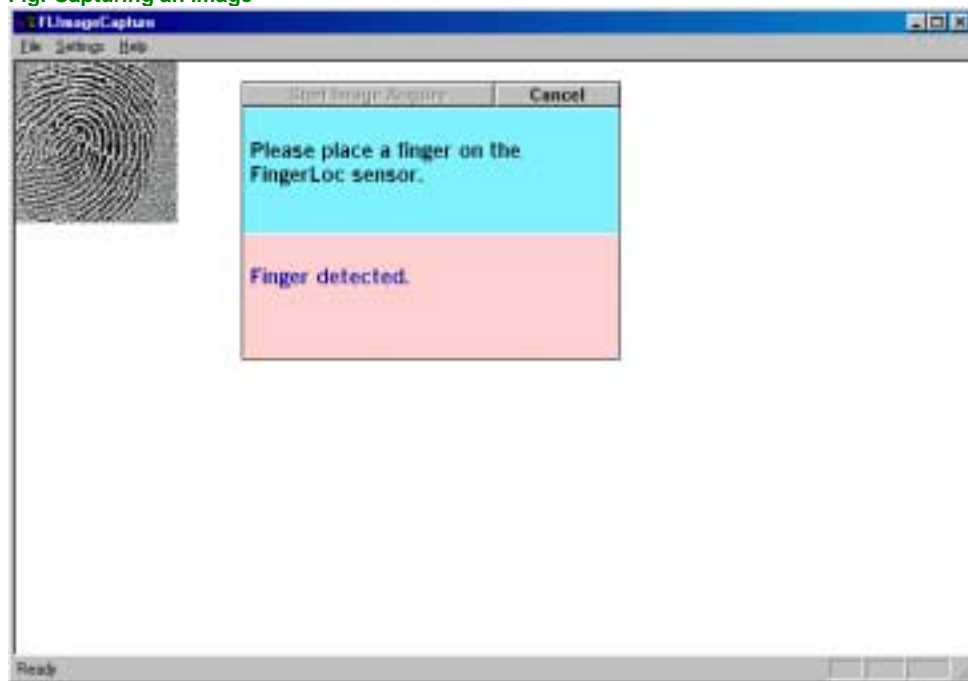 Fig. Capturing an Image
FLImageCapture
File Settings Help
Start Image Acquire Cancel
Please place a finger on the
FingerLoc sensor.
Finger detected.
Ready